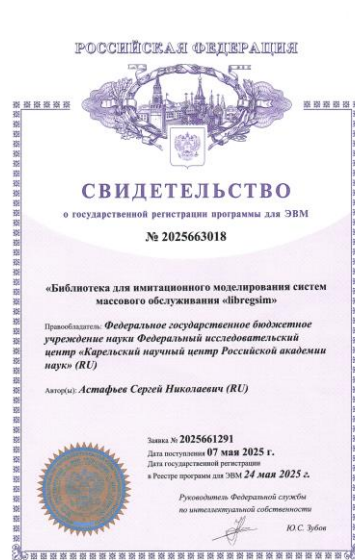 РОССИЙСКАЯ ФЕДЕРАЦИЯ
СВИДЕТЕЛЬСТВО
о государственной регистрации программы для ЭВМ
№ 2025663018
«Библиотека для имитационного моделирования систем
массового обслуживания «libregsim»
Правообладатель: Федеральное государственное бюджетное
учреждение науки Федеральный исследовательский
центр «Карельский научный центр Российской академии
наук» (RU)
Автор(ы): Астафьев Сергей Николаевич (RU)
Заявка № 2025661291
Дата поступления 07 мая 2025 г.
Дата государственной регистрации
в Реестре программ для ЭВМ 24 мая 2025 г.
Руководитель Федеральной службы
по интеллектуальной собственности
Ю.С. Зубов